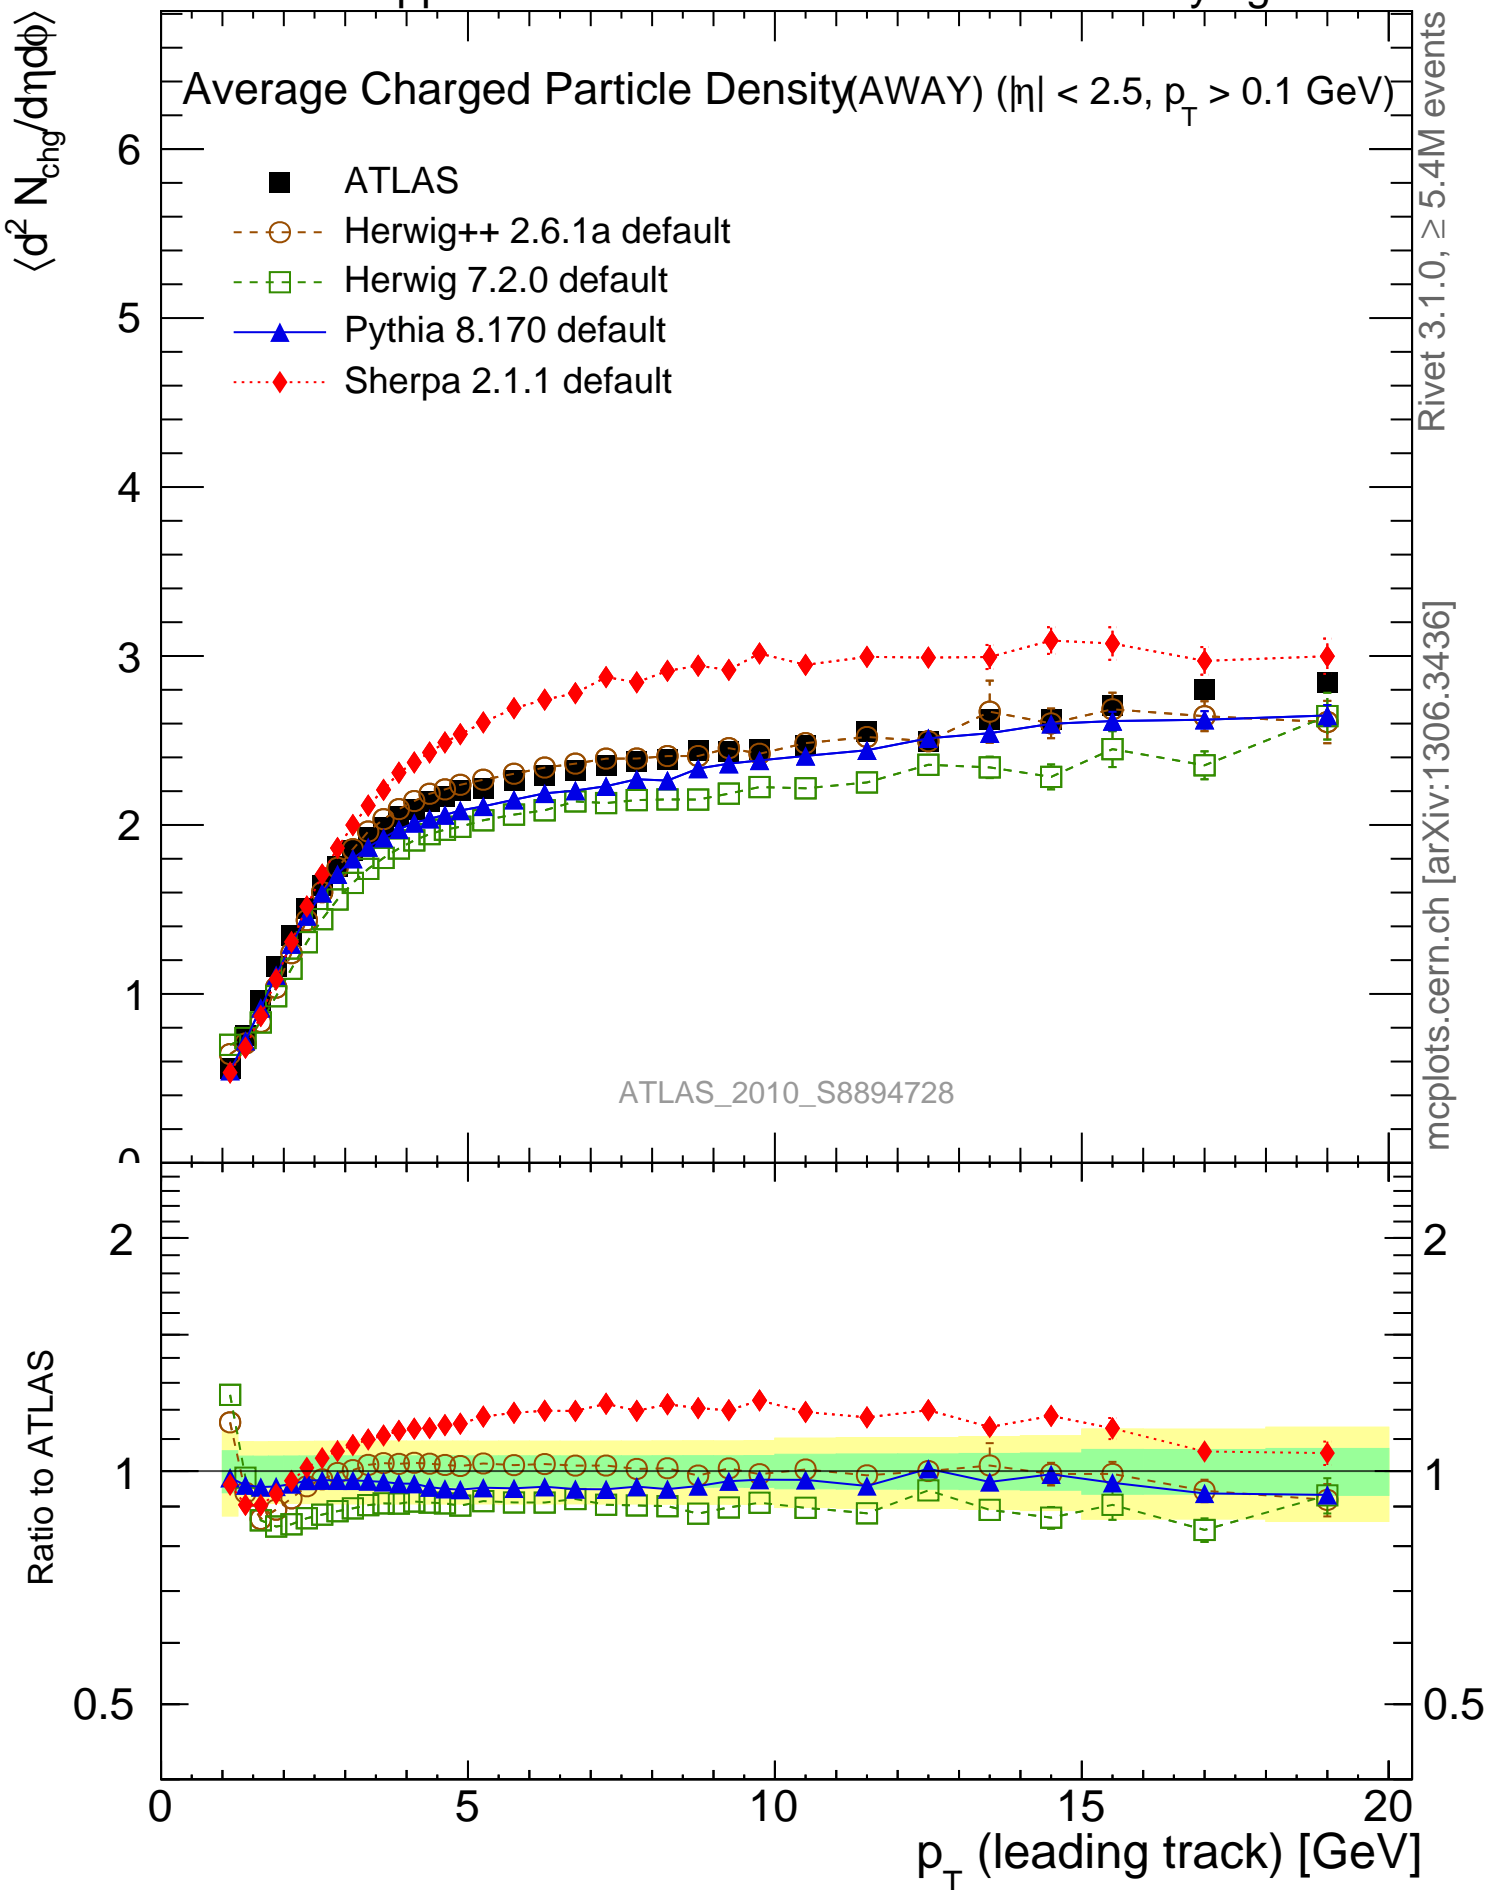 Average Charged Particle Density (AWAY) (|η| < 2.5, p_T > 0.1 GeV)
⟨d² N_chg/dηdϕ⟩
ATLAS
Herwig++ 2.6.1a default
Herwig 7.2.0 default
Pythia 8.170 default
Sherpa 2.1.1 default
6
5
4
3
2
1
0
ATLAS_2010_S8894728
Rivet 3.1.0, ≥ 5.4M events
mcplots.cern.ch [arXiv:1306.3436]
Ratio to ATLAS
2
1
0.5
2
1
0.5
0
5
10
15
20
p_T (leading track) [GeV]